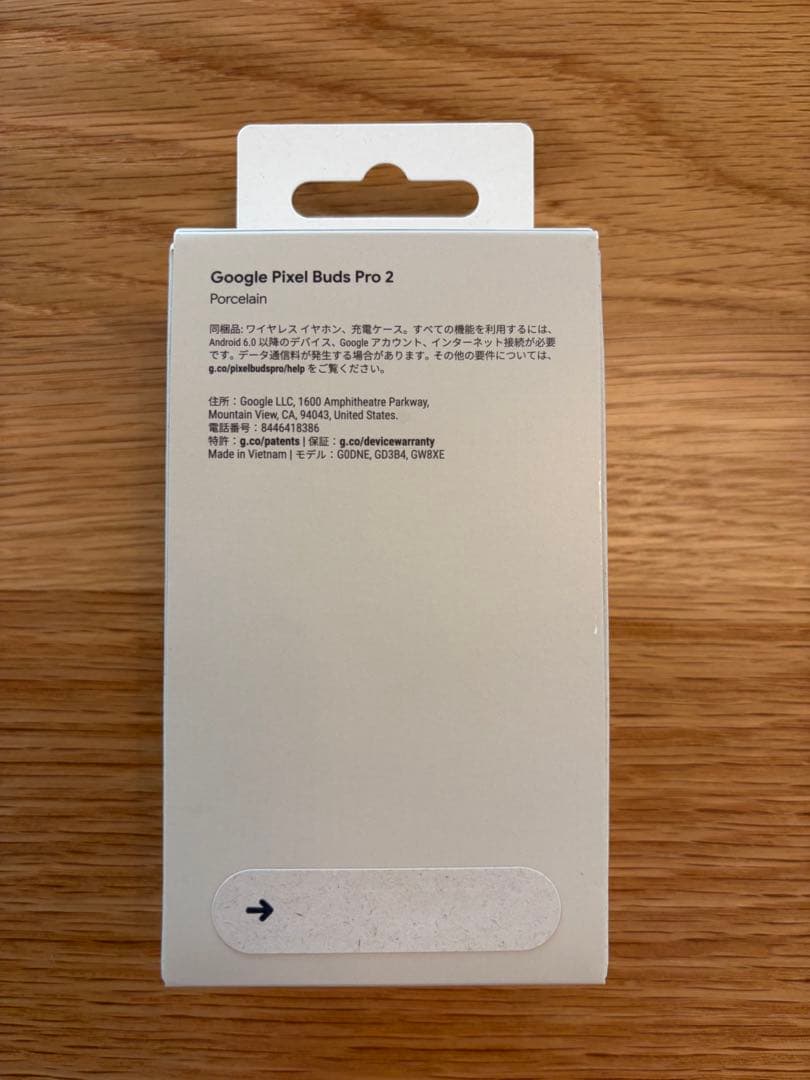 Google Pixel Buds Pro 2
Porcelain
同梱品: ワイヤレス イヤホン、充電ケース。すべての機能を利用するには、
Android 6.0 以降のデバイス、Google アカウント、インターネット接続が必要
です。データ通信料が発生する場合があります。その他の要件については、
g.co/pixelbudspro/help をご覧ください。
住所：Google LLC, 1600 Amphitheatre Parkway,
Mountain View, CA, 94043, United States.
電話番号：8446418386
特許：g.co/patents | 保証：g.co/devicewarranty
Made in Vietnam | モデル：G0DNE, GD3B4, GW8XE